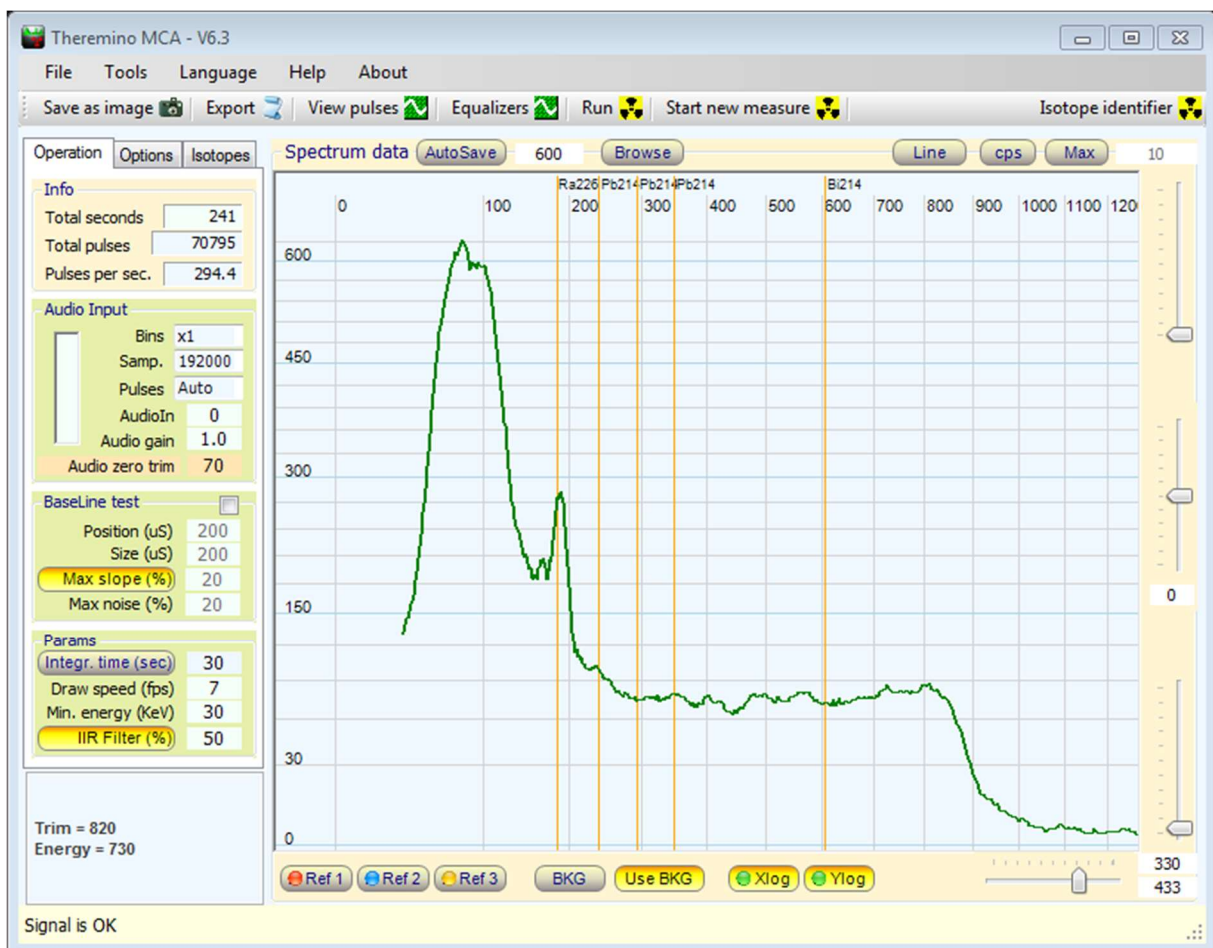 Theremino MCA - V6.3
File Tools Language Help About
Save as image Export View pulses Equalizers Run Start new measure Isotope identifier
Operation Options Isotopes
Spectrum data AutoSave 600 Browse Line cps Max 10
Info
Total seconds 241
Total pulses 70795
Pulses per sec. 294.4
Audio Input
Bins x1
Samp. 192000
Pulses Auto
AudioIn 0
Audio gain 1.0
Audio zero trim 70
BaseLine test
Position (uS) 200
Size (uS) 200
Max slope (%) 20
Max noise (%) 20
Params
Integr. time (sec) 30
Draw speed (fps) 7
Min. energy (KeV) 30
IIR Filter (%) 50
Trim = 820
Energy = 730
Ra226 Pb214 Pb214 Pb214 Bi214
0 100 200 300 400 500 600 700 800 900 1000 1100 120
600
450
300
150
30
0
0
Ref 1 Ref 2 Ref 3 BKG Use BKG Xlog Ylog
330
433
Signal is OK